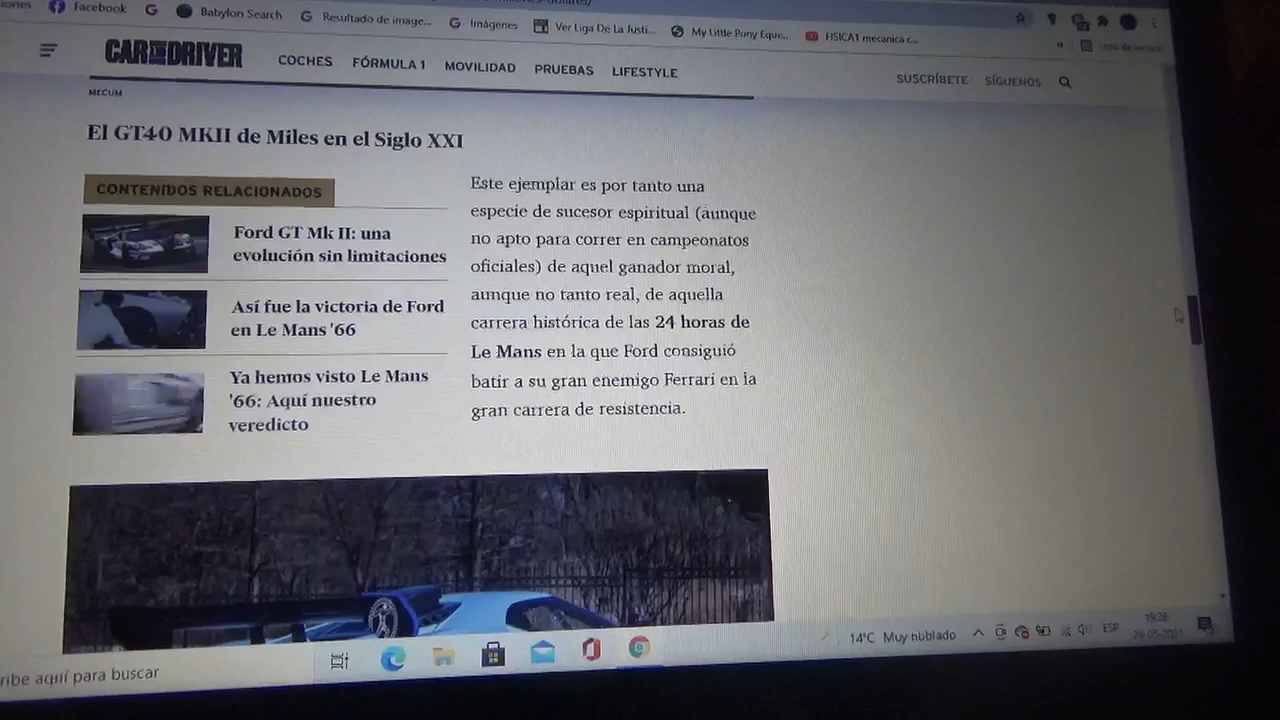 Facebook
Babylon Search
Resultado de image...
Imágenes
Ver Liga De La Justi...
My Little Pony Eque...
FISICA1 mecanica c...
CAR AND DRIVER
COCHES
FÓRMULA 1
MOVILIDAD
PRUEBAS
LIFESTYLE
SUSCRÍBETE
SÍGUENOS
MECUM
El GT40 MKII de Miles en el Siglo XXI
CONTENIDOS RELACIONADOS
Ford GT Mk II: una
evolución sin limitaciones
Así fue la victoria de Ford
en Le Mans '66
Ya hemos visto Le Mans
'66: Aquí nuestro
veredicto
Este ejemplar es por tanto una
especie de sucesor espiritual (aunque
no apto para correr en campeonatos
oficiales) de aquel ganador moral,
aunque no tanto real, de aquella
carrera histórica de las 24 horas de
Le Mans en la que Ford consiguió
batir a su gran enemigo Ferrari en la
gran carrera de resistencia.
ribe aquí para buscar
14°C Muy nublado
ESP
19:26